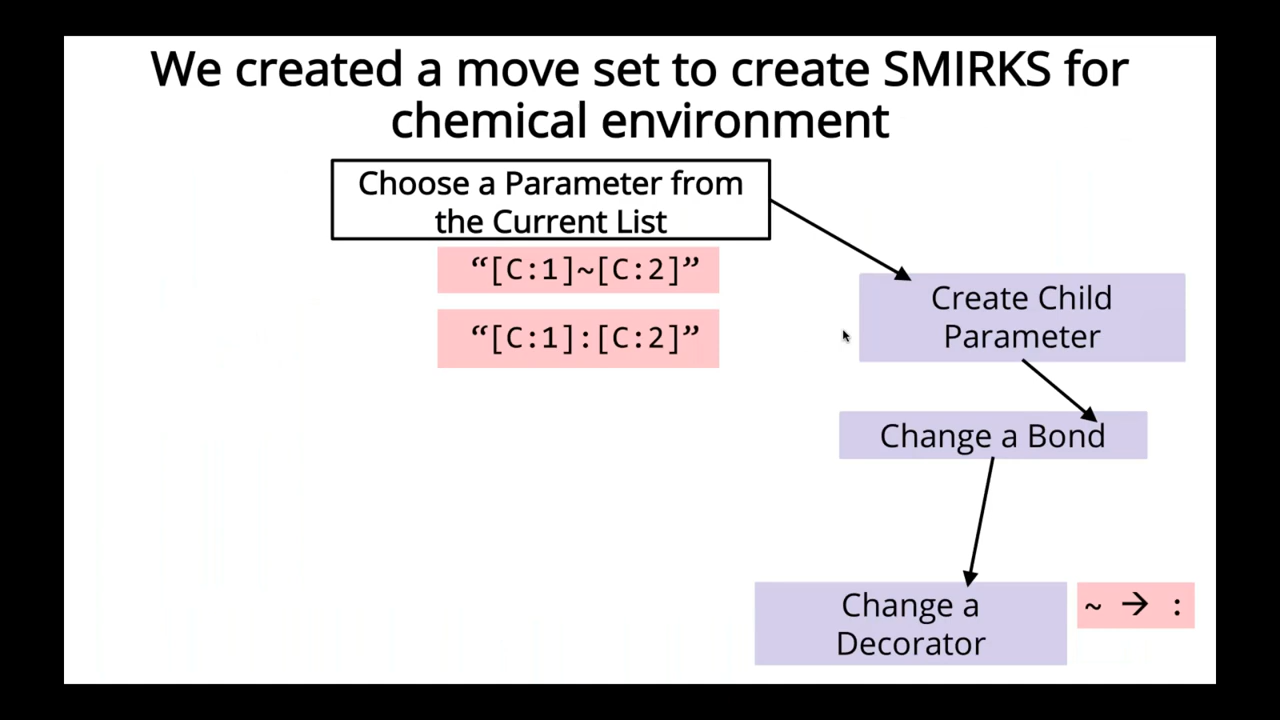 We created a move set to create SMIRKS for
chemical environment
Choose a Parameter from
the Current List
“[C:1]~[C:2]”
“[C:1]:[C:2]”
Create Child
Parameter
Change a Bond
Change a
Decorator
~ → :